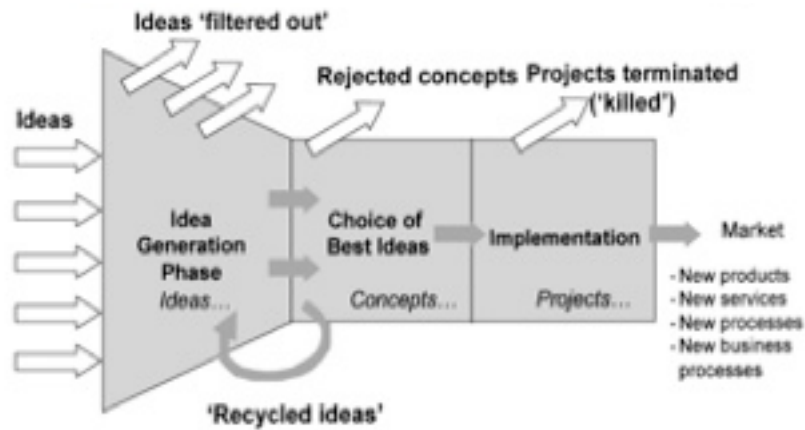 Ideas 'filtered out'
Rejected concepts
Projects terminated
('killed')
Ideas
Idea
Generation
Phase
Ideas...
Choice of
Best Ideas
Concepts...
Implementation
Projects...
Market
- New products
- New services
- New processes
- New business
processes
'Recycled ideas'